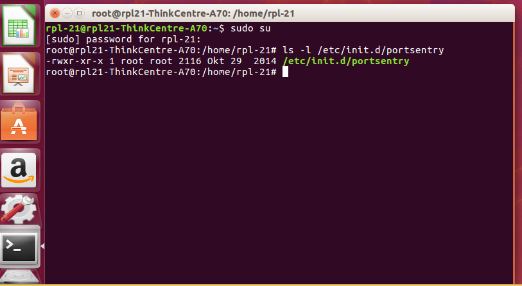 root@rpl21-ThinkCentre-A70: /home/rpl-21
rpl-21@rpl21-ThinkCentre-A70:~$ sudo su
[sudo] password for rpl-21:
root@rpl21-ThinkCentre-A70:/home/rpl-21# ls -l /etc/init.d/portsentry
-rwxr-xr-x 1 root root 2116 Okt 29  2014 /etc/init.d/portsentry
root@rpl21-ThinkCentre-A70:/home/rpl-21#